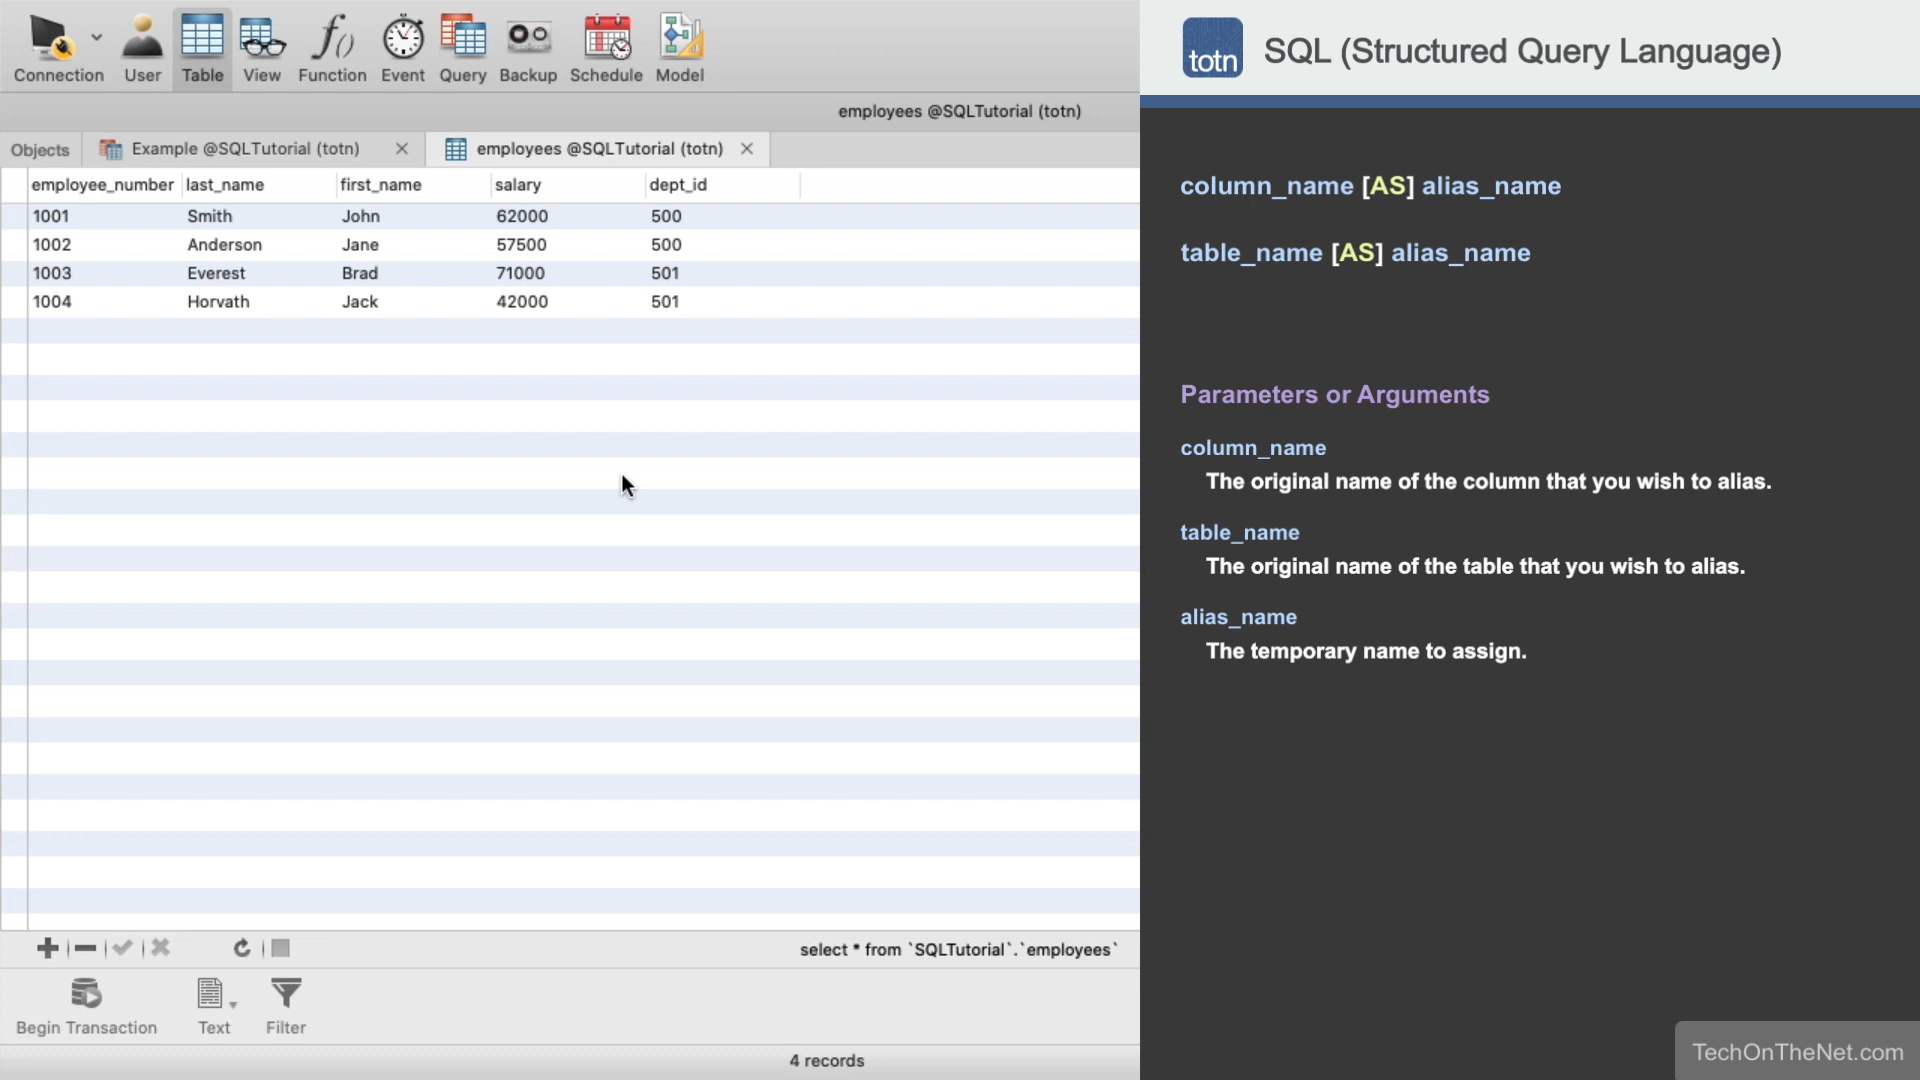 Connection User Table View Function Event Query Backup Schedule Model
employees @SQLTutorial (totn)
Objects Example @SQLTutorial (totn) employees @SQLTutorial (totn)
employee_number last_name first_name salary dept_id
1001 Smith John 62000 500
1002 Anderson Jane 57500 500
1003 Everest Brad 71000 501
1004 Horvath Jack 42000 501
select * from `SQLTutorial`.`employees`
Begin Transaction Text Filter
4 records
totn SQL (Structured Query Language)
column_name [AS] alias_name
table_name [AS] alias_name
Parameters or Arguments
column_name
The original name of the column that you wish to alias.
table_name
The original name of the table that you wish to alias.
alias_name
The temporary name to assign.
TechOnTheNet.com